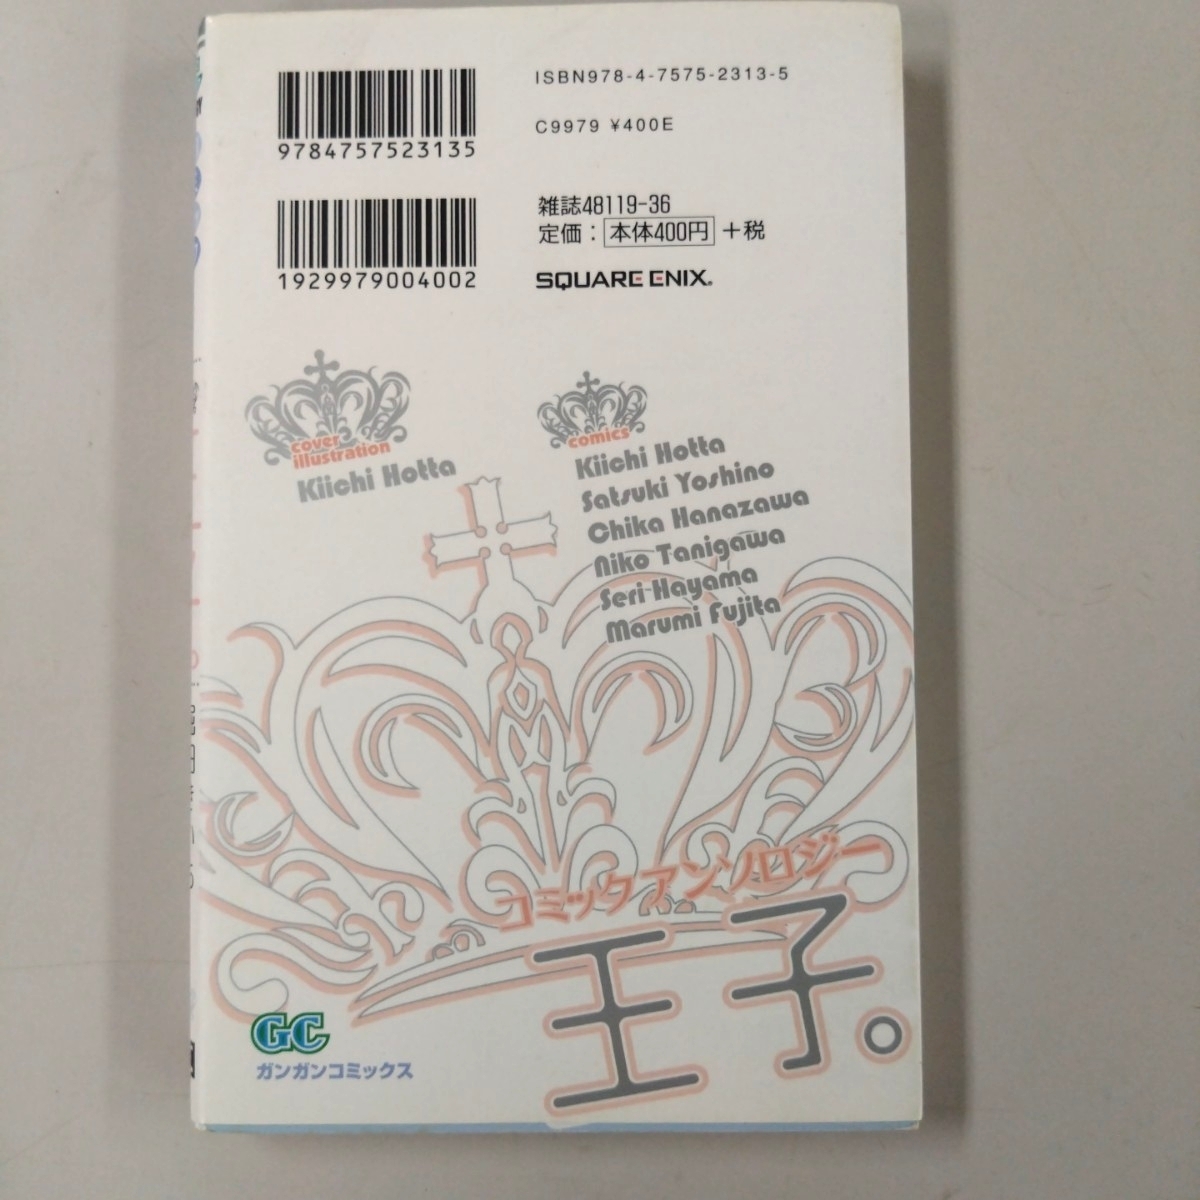 9784757523135
ISBN978-4-7575-2313-5
C9979 ¥400E
1929979004002
雑誌48119-36
定価：本体400円+税
SQUARE ENIX.
cover
illustration
Kiichi Hotta
comics
Kiichi Hotta
Satsuki Yoshino
Chika Hanazawa
Niko Tanigawa
Seri Hayama
Marumi Fujita
コミックアンソロジー
王子。
GC
ガンガンコミックス